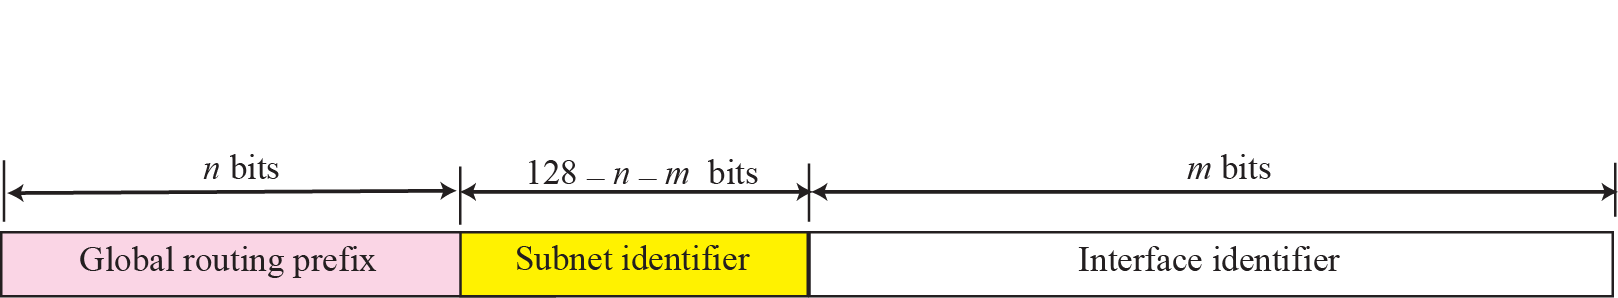 n bits
128 – n – m bits
m bits
Global routing prefix
Subnet identifier
Interface identifier